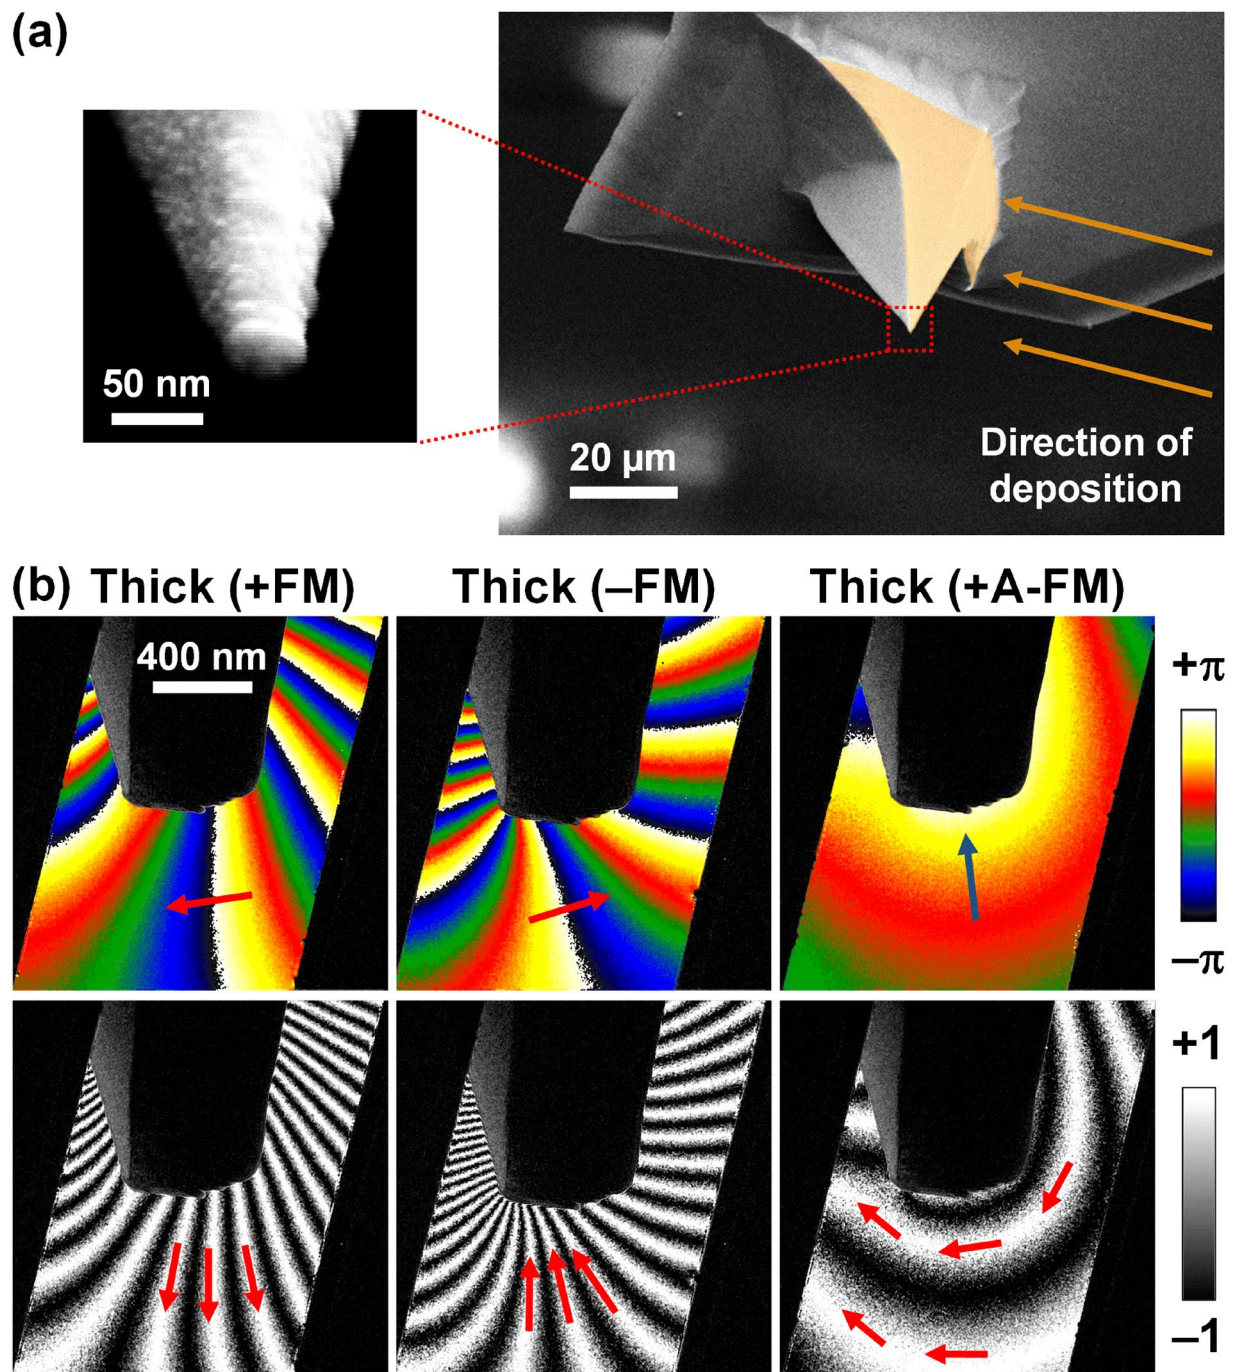 (a)
50 nm
20 µm
Direction of
deposition
(b) Thick (+FM) Thick (–FM) Thick (+A-FM)
400 nm
+π
–π
+1
–1